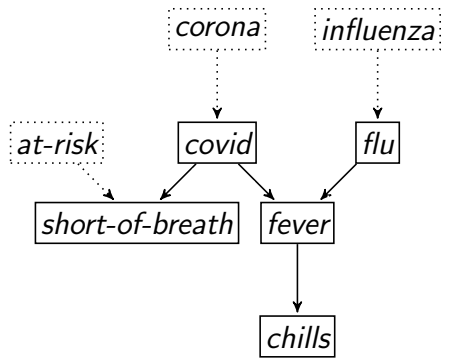 corona
influenza
at-risk
covid
flu
short-of-breath
fever
chills